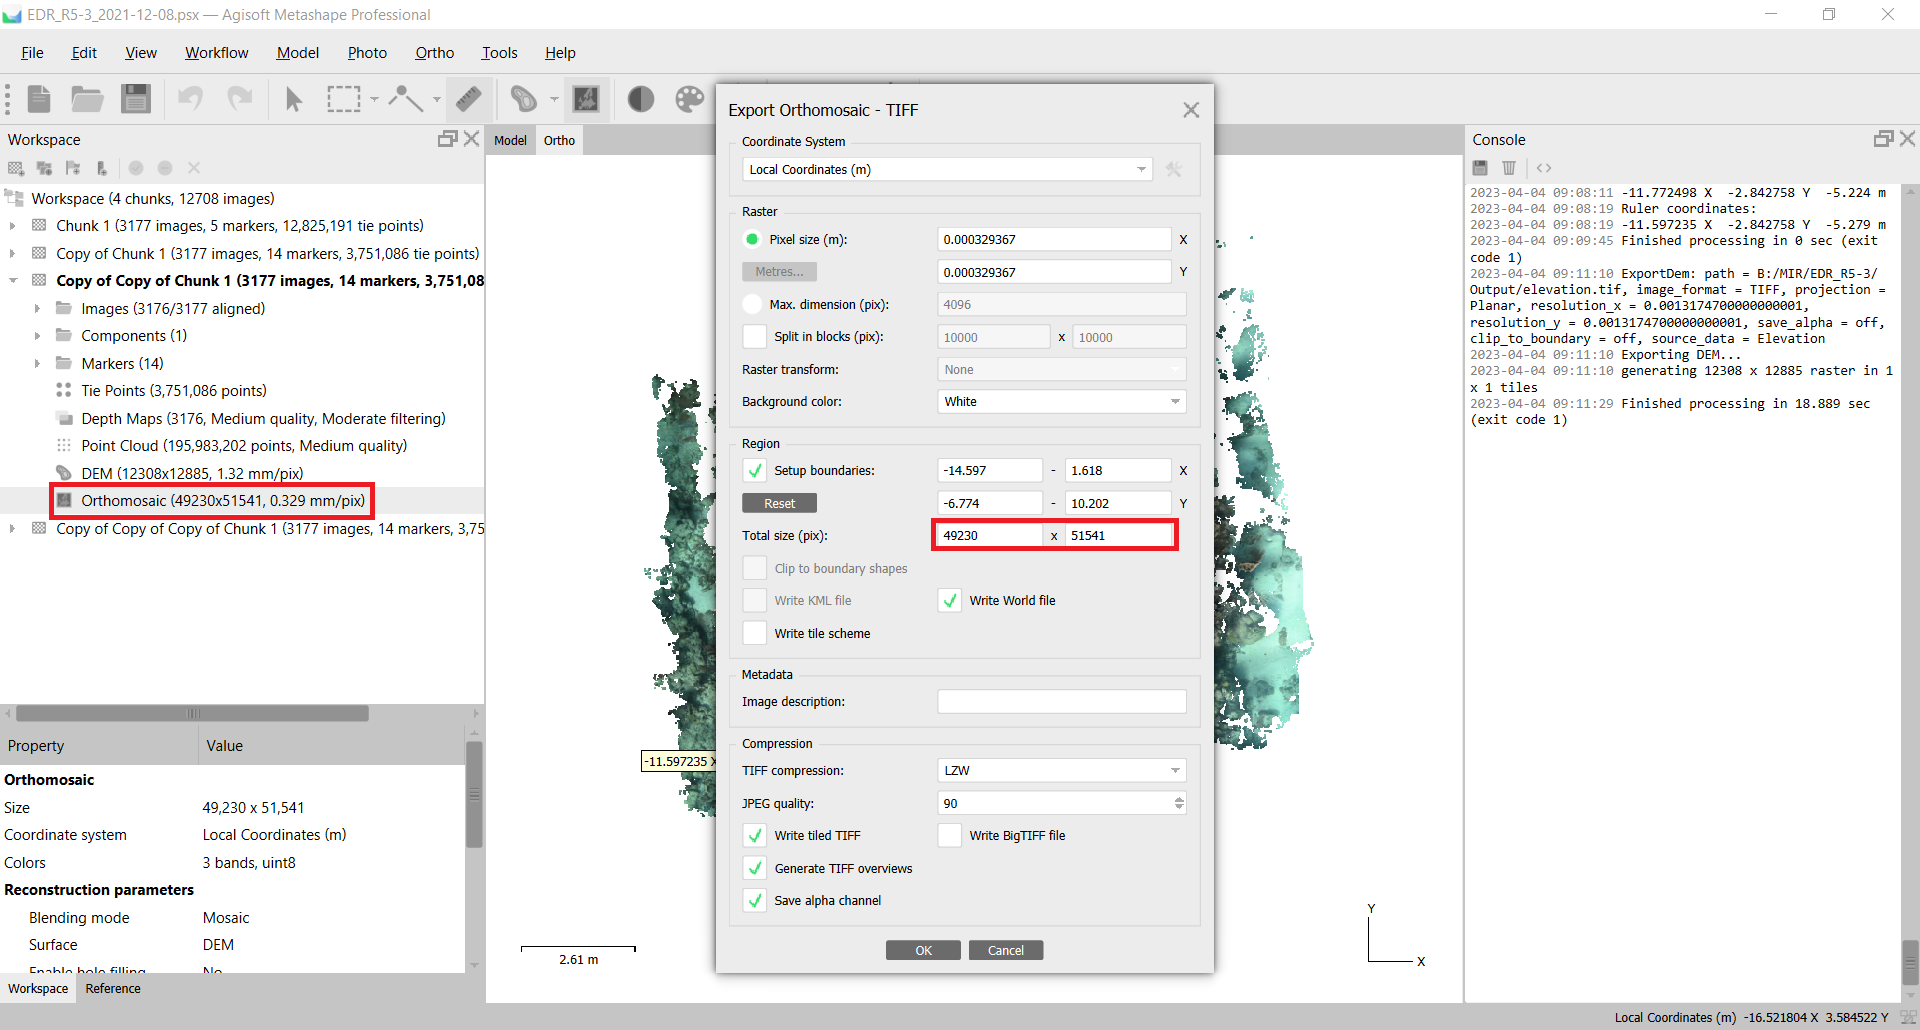 EDR_R5-3_2021-12-08.psx — Agisoft Metashape Professional
File Edit View Workflow Model Photo Ortho Tools Help
Workspace
Workspace (4 chunks, 12708 images)
Chunk 1 (3177 images, 5 markers, 12,825,191 tie points)
Copy of Chunk 1 (3177 images, 14 markers, 3,751,086 tie points)
Copy of Copy of Chunk 1 (3177 images, 14 markers, 3,751,08
Images (3176/3177 aligned)
Components (1)
Markers (14)
Tie Points (3,751,086 points)
Depth Maps (3176, Medium quality, Moderate filtering)
Point Cloud (195,983,202 points, Medium quality)
DEM (12308x12885, 1.32 mm/pix)
Orthomosaic (49230x51541, 0.329 mm/pix)
Copy of Copy of Copy of Chunk 1 (3177 images, 14 markers, 3,75
Property Value
Orthomosaic
Size 49,230 x 51,541
Coordinate system Local Coordinates (m)
Colors 3 bands, uint8
Reconstruction parameters
Blending mode Mosaic
Surface DEM
Enable hole filling No
Workspace Reference
Model Ortho
-11.597235 X
2.61 m
Export Orthomosaic - TIFF
Coordinate System
Local Coordinates (m)
Raster
Pixel size (m): 0.000329367 X
Metres... 0.000329367 Y
Max. dimension (pix): 4096
Split in blocks (pix): 10000 x 10000
Raster transform: None
Background color: White
Region
Setup boundaries: -14.597 - 1.618 X
Reset -6.774 - 10.202 Y
Total size (pix): 49230 x 51541
Clip to boundary shapes
Write KML file Write World file
Write tile scheme
Metadata
Image description:
Compression
TIFF compression: LZW
JPEG quality: 90
Write tiled TIFF Write BigTIFF file
Generate TIFF overviews
Save alpha channel
OK Cancel
Y
X
Console
2023-04-04 09:08:11 -11.772498 X -2.842758 Y -5.224 m
2023-04-04 09:08:19 Ruler coordinates:
2023-04-04 09:08:19 -11.597235 X -2.842758 Y -5.279 m
2023-04-04 09:09:45 Finished processing in 0 sec (exit
code 1)
2023-04-04 09:11:10 ExportDem: path = B:/MIR/EDR_R5-3/
Output/elevation.tif, image_format = TIFF, projection =
Planar, resolution_x = 0.0013174700000000001,
resolution_y = 0.0013174700000000001, save_alpha = off,
clip_to_boundary = off, source_data = Elevation
2023-04-04 09:11:10 Exporting DEM...
2023-04-04 09:11:10 generating 12308 x 12885 raster in 1
x 1 tiles
2023-04-04 09:11:29 Finished processing in 18.889 sec
(exit code 1)
Local Coordinates (m) -16.521804 X 3.584522 Y